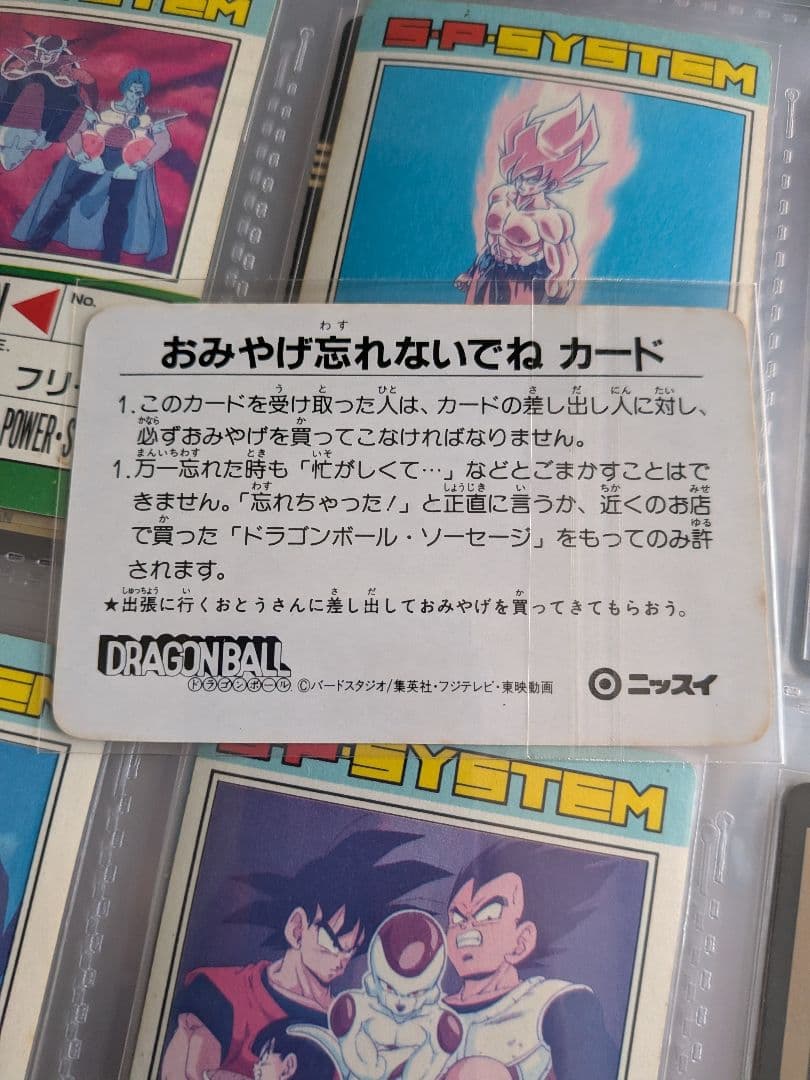 SYSTEM
S·P·SYSTEM
No.
フリ
POWER·S
おみやげ忘れないでね カード
1.このカードを受け取った人は、カードの差し出し人に対し、
必ずおみやげを買ってこなければなりません。
1.万一忘れた時も「忙がしくて…」などとごまかすことはで
きません。「忘れちゃった!」と正直に言うか、近くのお店
で買った「ドラゴンボール・ソーセージ」をもってのみ許
されます。
★出張に行くおとうさんに差し出しておみやげを買ってきてもらおう。
DRAGON BALL
ドラゴンボール ©バードスタジオ/集英社・フジテレビ・東映動画
ニッスイ
S·P·SYSTEM